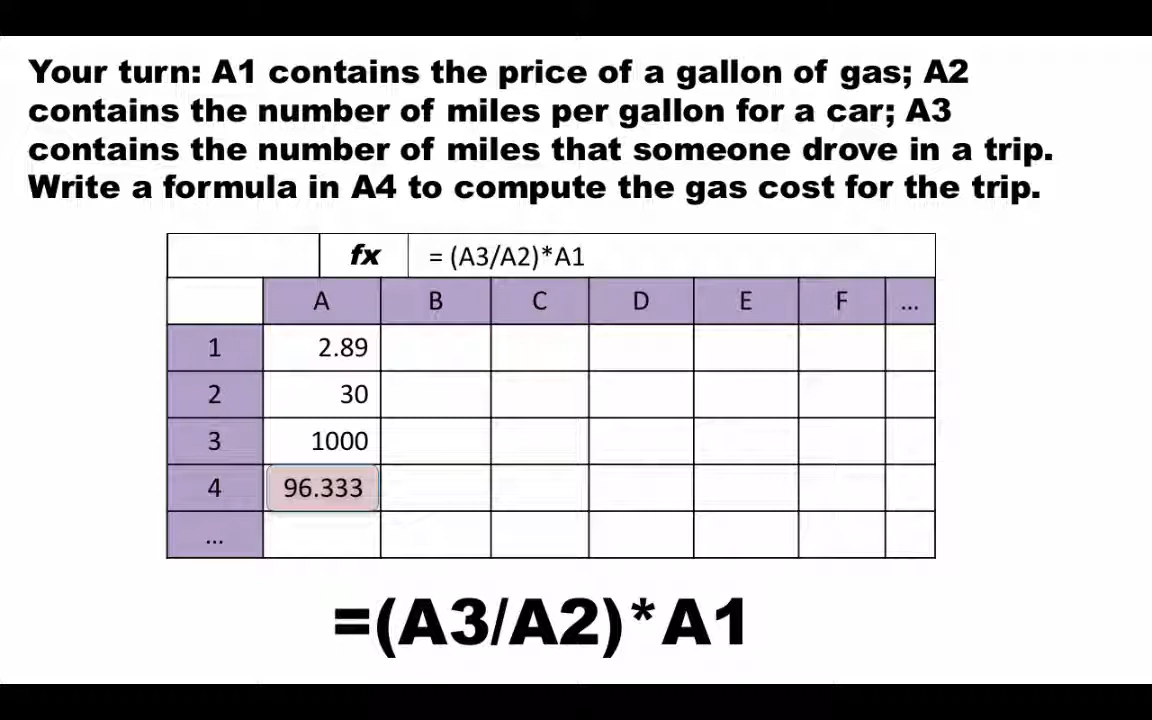 Your turn: A1 contains the price of a gallon of gas; A2
contains the number of miles per gallon for a car; A3
contains the number of miles that someone drove in a trip.
Write a formula in A4 to compute the gas cost for the trip.
fx = (A3/A2)*A1
A B C D E F ...
1 2.89
2 30
3 1000
4 96.333
...
=(A3/A2)*A1